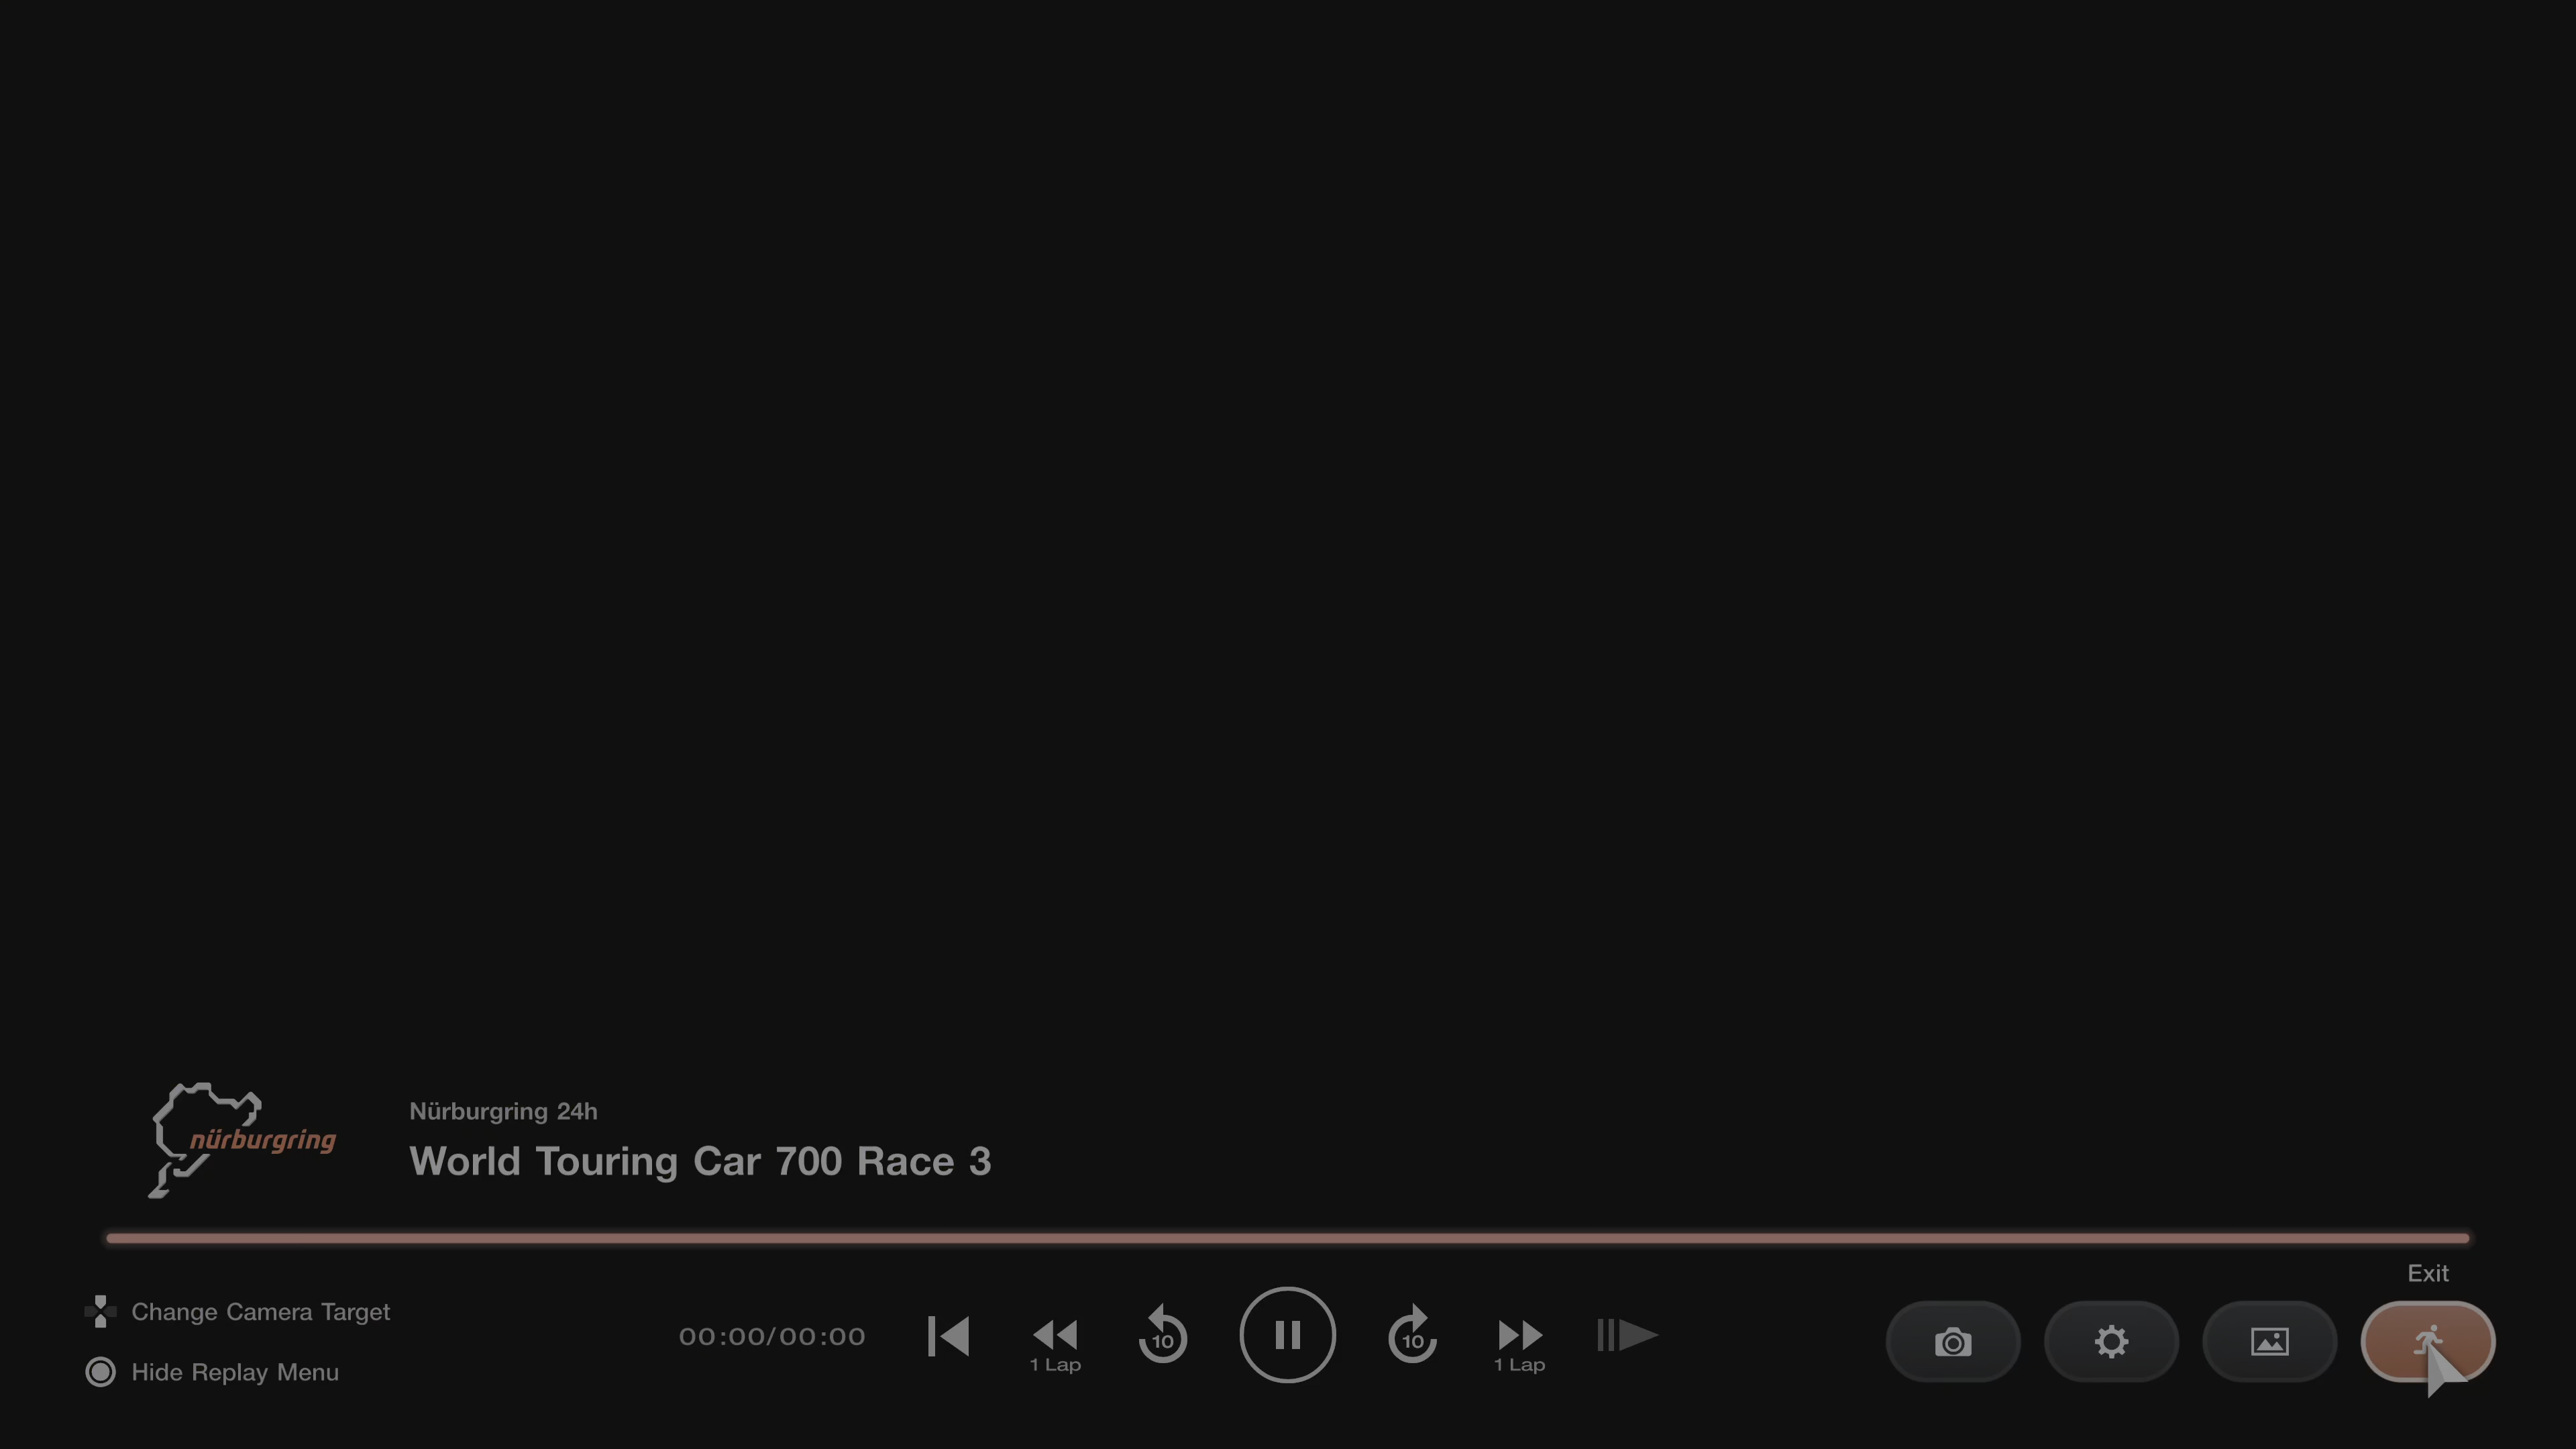 nürburgring
Nürburgring 24h
World Touring Car 700 Race 3
Exit
Change Camera Target
Hide Replay Menu
00:00/00:00
1 Lap
10
10
1 Lap